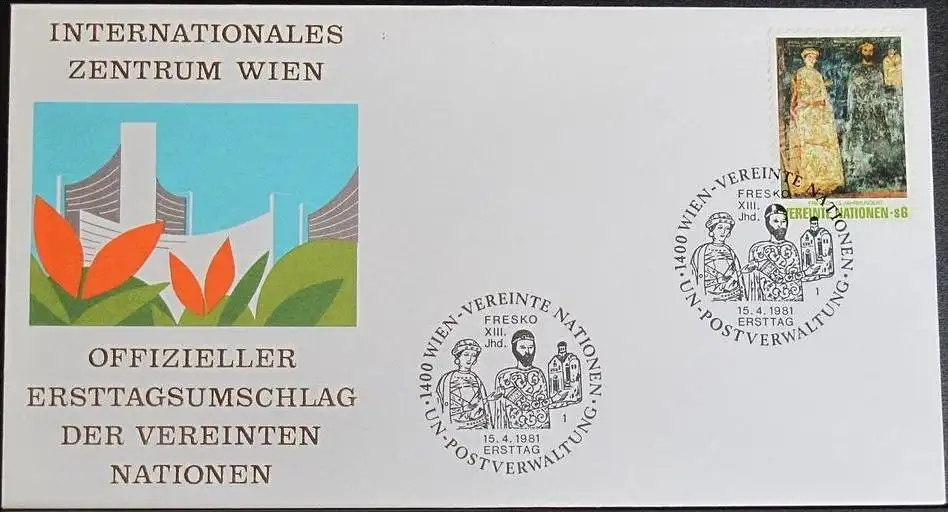 INTERNATIONALES
ZENTRUM WIEN
OFFIZIELLER
ERSTTAGSUMSCHLAG
DER VEREINTEN
NATIONEN
VEREINTE NATIONEN·s6
·1400 WIEN-VEREINTE NATIONEN·
FRESKO
XIII.
Jhd.
1
15.4.1981
ERSTTAG
UN-POSTVERWALTUNG
·1400 WIEN-VEREINTE NATIONEN·
FRESKO
XIII.
Jhd.
1
15.4.1981
ERSTTAG
UN-POSTVERWALTUNG